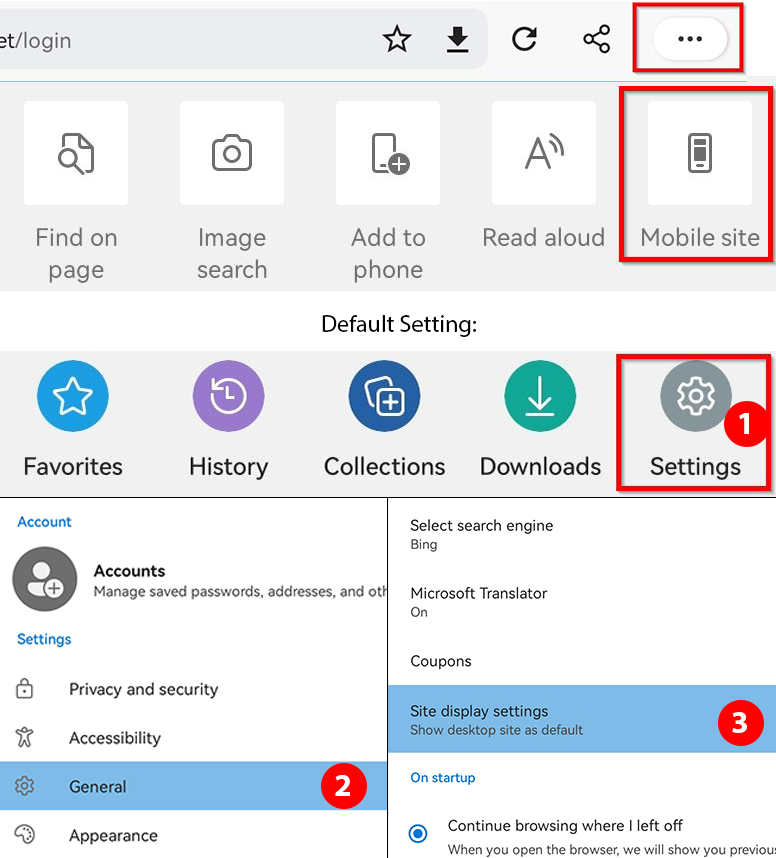 et/login
Find on page
Image search
Add to phone
Read aloud
Mobile site
Default Setting:
Favorites
History
Collections
Downloads
Settings
1
Account
Accounts
Manage saved passwords, addresses, and oth
Settings
Privacy and security
Accessibility
General
2
Appearance
Select search engine
Bing
Microsoft Translator
On
Coupons
Site display settings
Show desktop site as default
3
On startup
Continue browsing where I left off
When you open the browser, we will show you previous